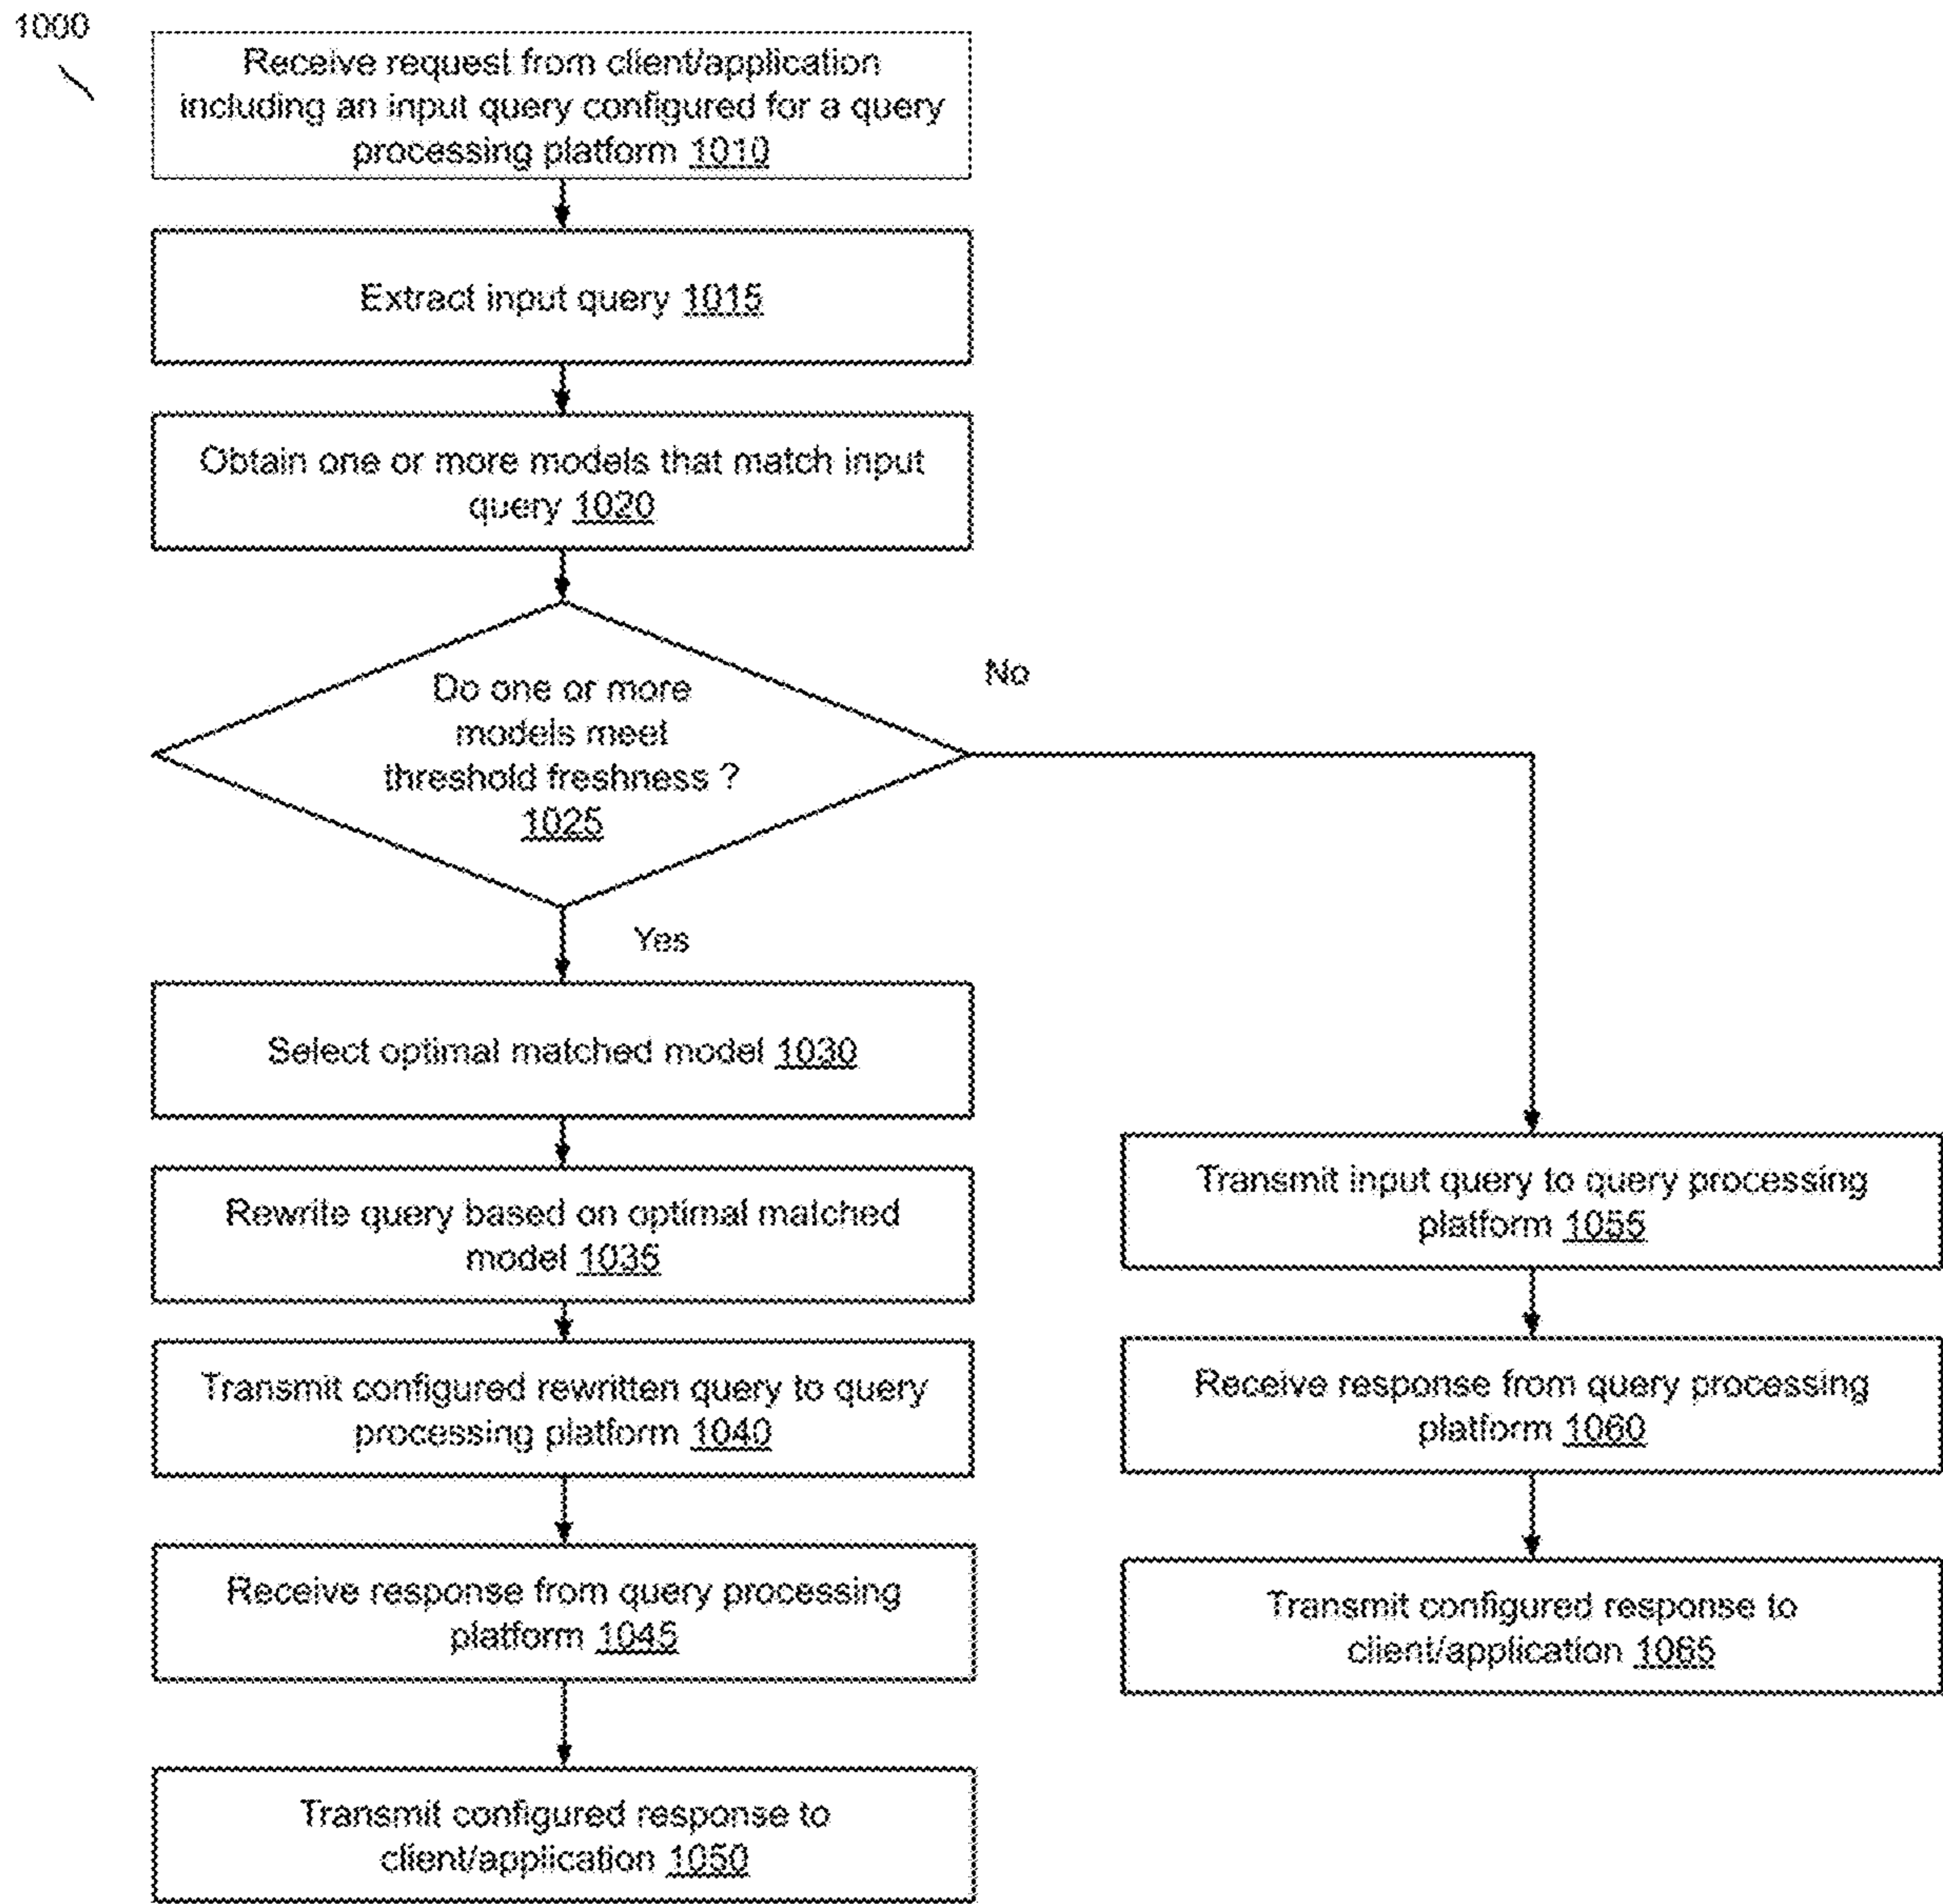 1000
Receive request from client/application
including an input query configured for a query
processing platform 1010
Extract input query 1015
Obtain one or more models that match input
query 1020
Do one or more
models meet
threshold freshness ?
1025
No
Yes
Select optimal matched model 1030
Rewrite query based on optimal matched
model 1035
Transmit configured rewritten query to query
processing platform 1040
Receive response from query processing
platform 1045
Transmit configured response to
client/application 1050
Transmit input query to query processing
platform 1055
Receive response from query processing
platform 1060
Transmit configured response to
client/application 1065